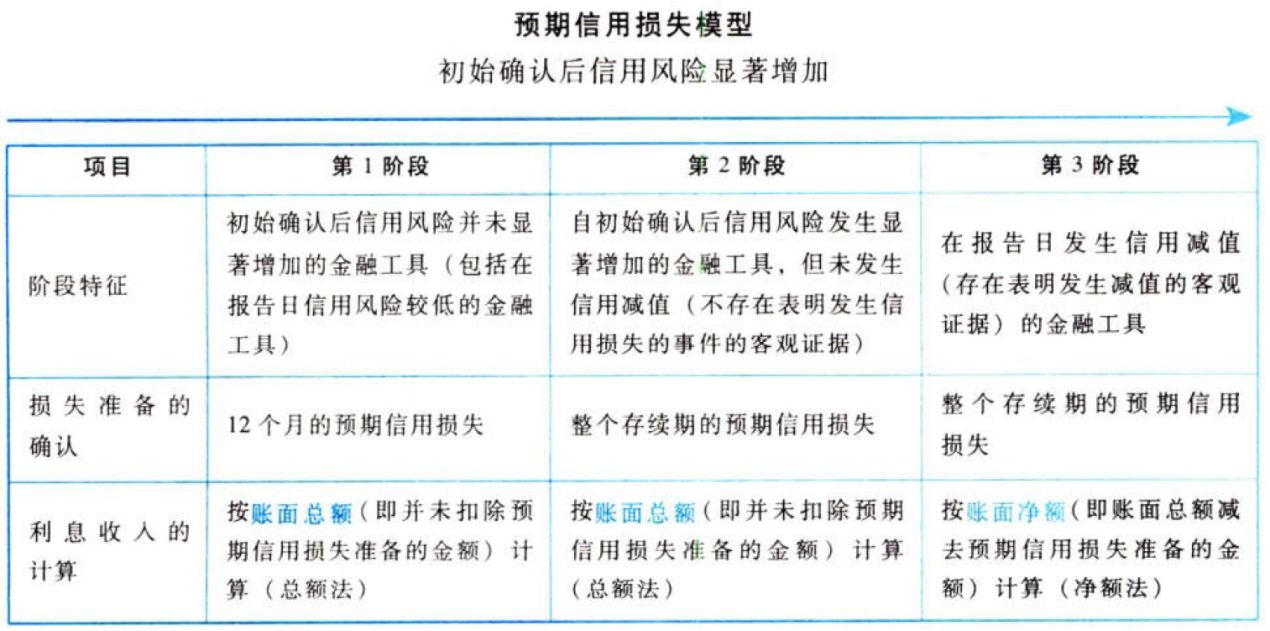 预期信用损失模型
初始确认后信用风险显著增加
项目
第 1 阶段
第 2 阶段
第 3 阶段
阶段特征
初始确认后信用风险并未显
著增加的金融工具（包括在
报告日信用风险较低的金融
工具）
自初始确认后信用风险发生显
著增加的金融工具，但未发生
信用减值（不存在表明发生信
用损失的事件的客观证据）
在报告日发生信用减值
(存在表明发生减值的客观
证据）的金融工具
损失准备的
确认
12 个月的预期信用损失
整个存续期的预期信用损失
整个存续期的预期信用
损失
利息收入的
计算
按账面总额(即并未扣除预
期信用损失准备的金额）计
算（总额法）
按账面总额(即并未扣除预期
信用损失准备的金额）计算
(总额法）
按账面净额(即账面总额减
去预期信用损失准备的金
额）计算（净额法）